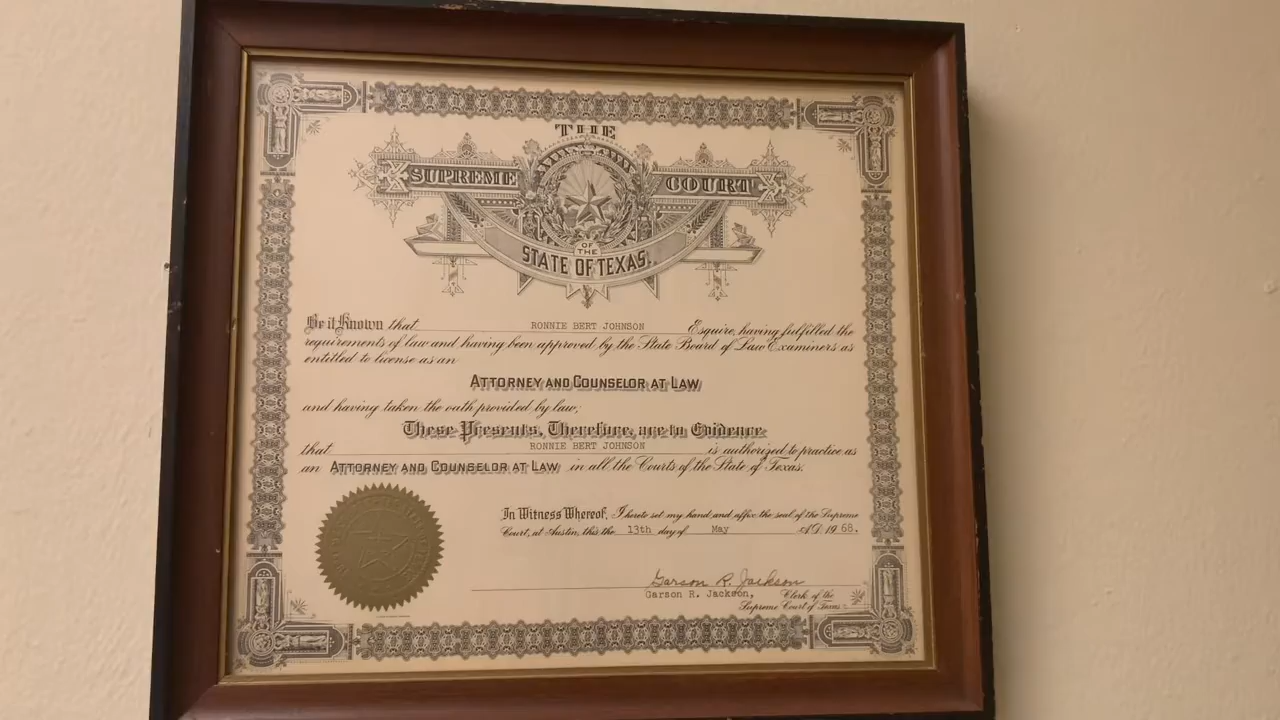 THE
SUPREME COURT
OF
THE
STATE OF TEXAS.
Be it Known that RONNIE BERT JOHNSON Esquire, having fulfilled the
requirements of law and having been approved by the State Board of Law Examiners as
entitled to license as an
ATTORNEY AND COUNSELOR AT LAW
and having taken the oath provided by law;
These Presents, Therefore, are to Evidence
that RONNIE BERT JOHNSON is authorized to practice as
an ATTORNEY AND COUNSELOR AT LAW in all the Courts of the State of Texas.
In Witness Whereof, I hereto set my hand and affix the seal of the Supreme
Court, at Austin, this the 13th day of May A.D. 1968.
Garson R. Jackson
Garson R. Jackson, Clerk of the
Supreme Court of Texas